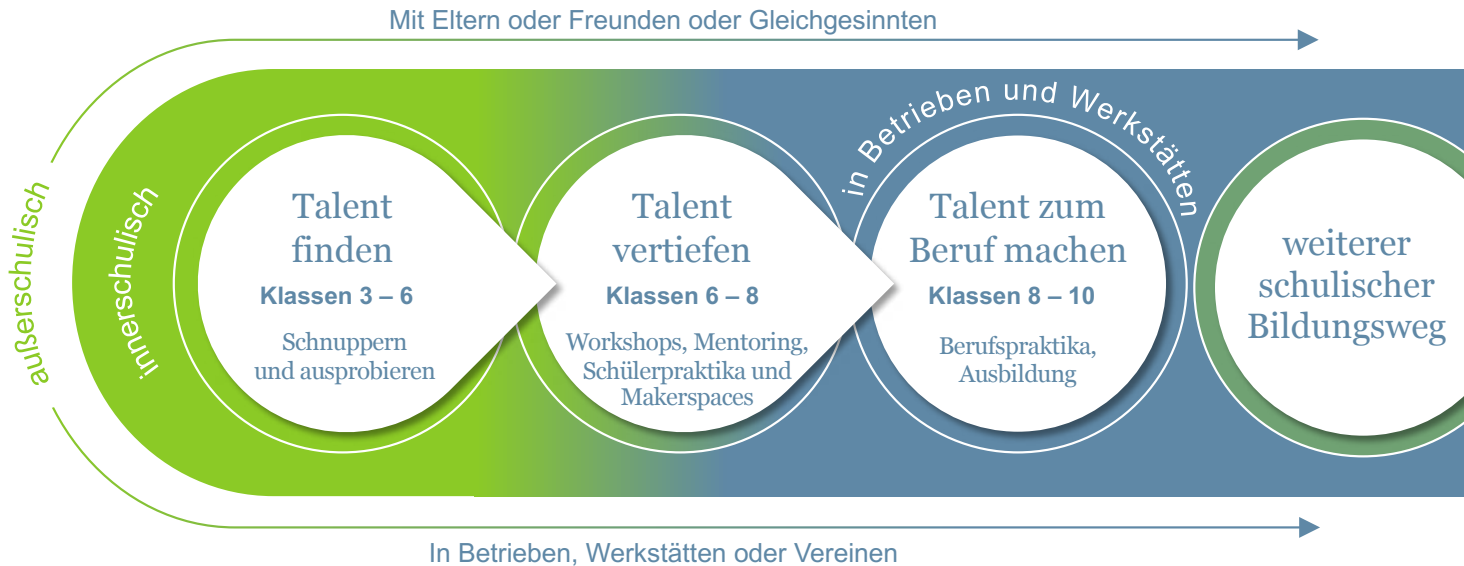 Mit Eltern oder Freunden oder Gleichgesinnten
außerschulisch
innerschulisch
Talent
finden
Klassen 3 – 6
Schnuppern
und ausprobieren
Talent
vertiefen
Klassen 6 – 8
Workshops, Mentoring,
Schülerpraktika und
Makerspaces
in Betrieben und Werkstätten
Talent zum
Beruf machen
Klassen 8 – 10
Berufspraktika,
Ausbildung
weiterer
schulischer
Bildungsweg
In Betrieben, Werkstätten oder Vereinen